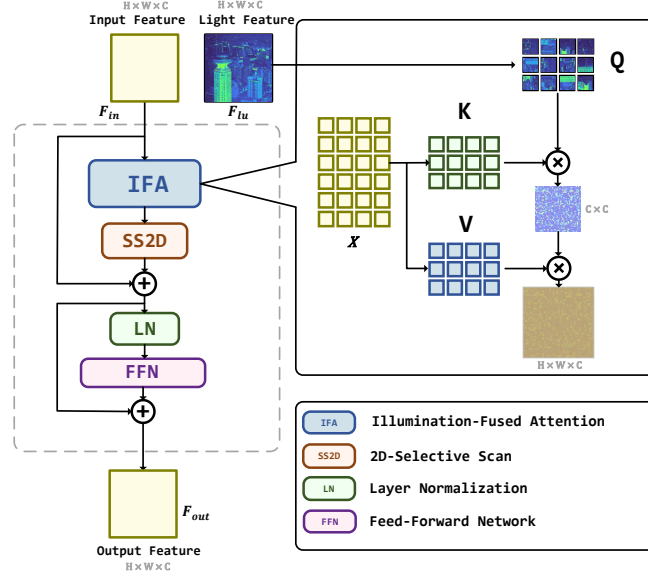 H×W×C
Input Feature
H×W×C
Light Feature
F_in
F_lu
Q
K
IFA
X
V
C×C
SS2D
LN
FFN
H×W×C
F_out
Output Feature
H×W×C
IFA Illumination-Fused Attention
SS2D 2D-Selective Scan
LN Layer Normalization
FFN Feed-Forward Network